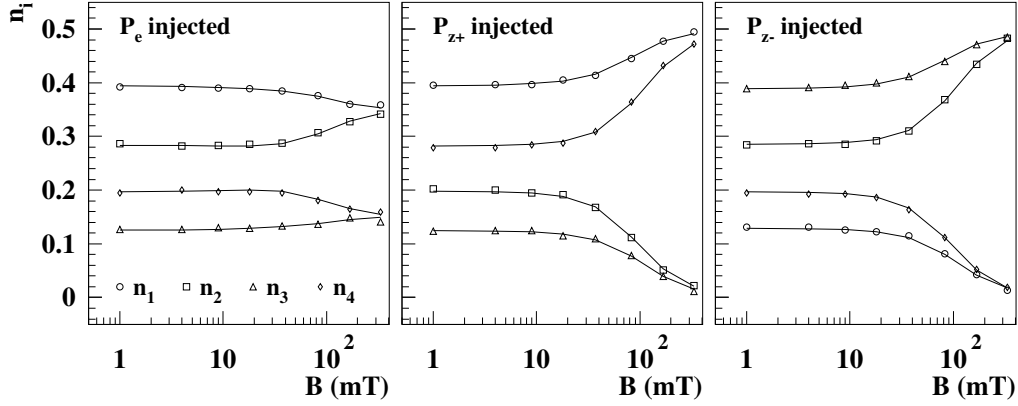 n_i
0.5
0.4
0.3
0.2
0.1
0
P_e injected
P_z+ injected
P_z- injected
n_1 n_2 n_3 n_4
1 10 10^2
1 10 10^2
1 10 10^2
B (mT)
B (mT)
B (mT)